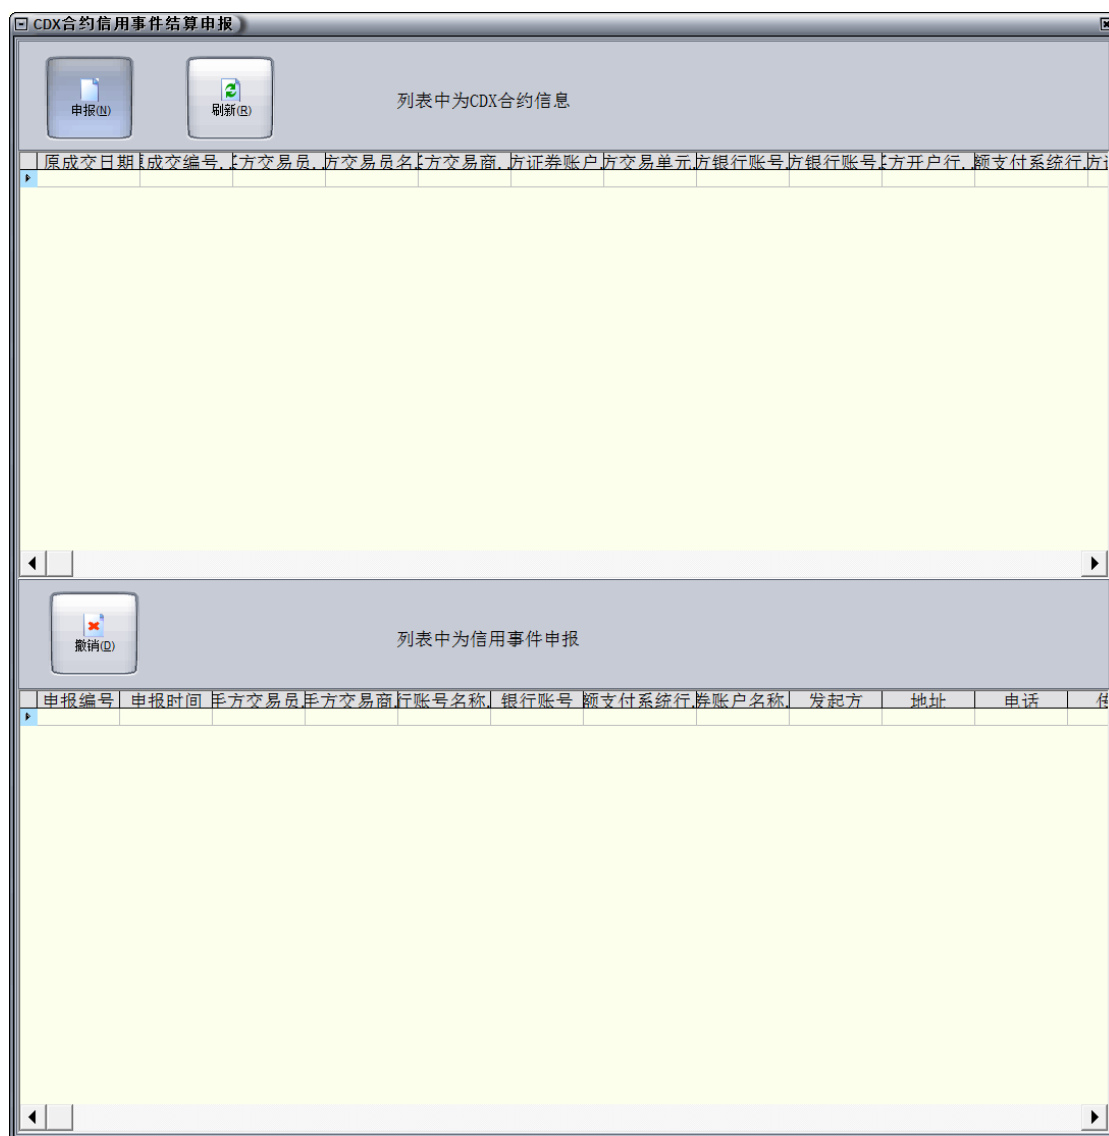 CDX合约信用事件结算申报
申报(N) 刷新(R) 列表中为CDX合约信息
原成交日期 成交编号. 方交易员. 方交易员名 方交易商. 方证券账户 方交易单元 方银行账号 方银行账号 方开户行. 额支付系统行 方
撤销(D) 列表中为信用事件申报
申报编号 申报时间 手方交易员 手方交易商 行账号名称. 银行账号 额支付系统行 券账户名称. 发起方 地址 电话